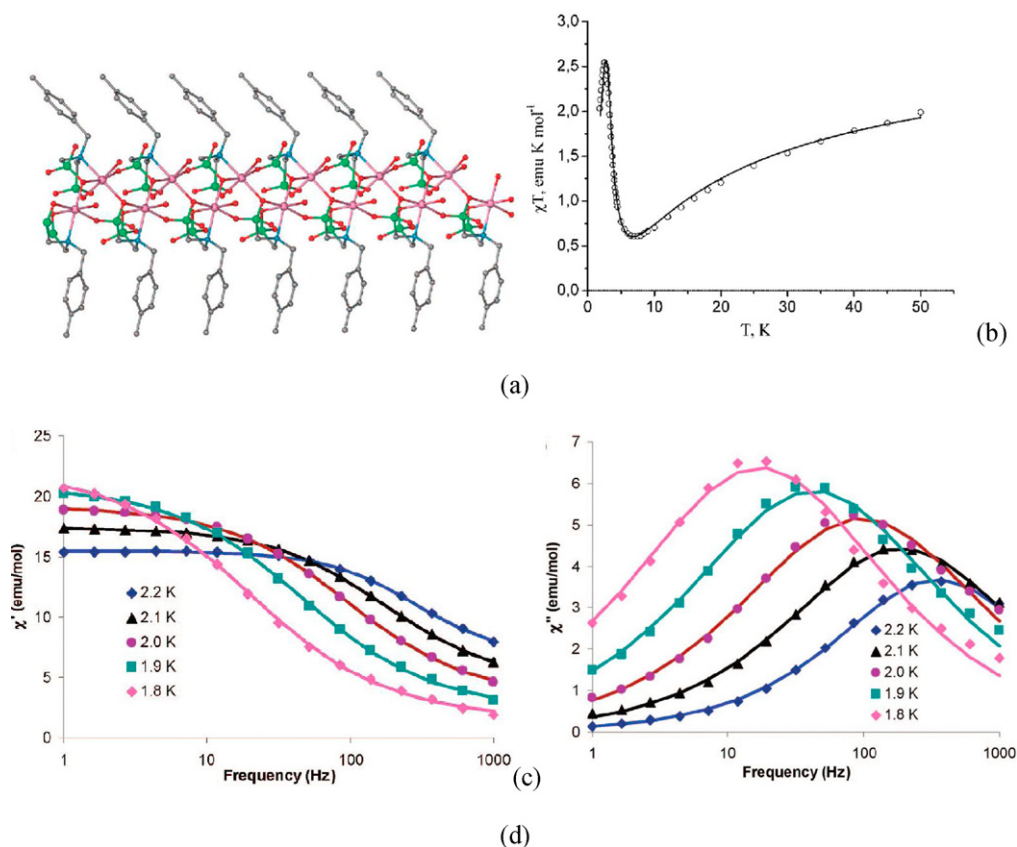 3,0
2,5
2,0
1,5
1,0
0,5
0,0
χT, emu K mol⁻¹
0 10 20 30 40 50
T, K
(b)
(a)
25
20
15
10
5
0
χ'(emu/mol)
2.2 K
2.1 K
2.0 K
1.9 K
1.8 K
1 10 100 1000
Frequency (Hz)
(c)
7
6
5
4
3
2
1
0
χ"(emu/mol)
2.2 K
2.1 K
2.0 K
1.9 K
1.8 K
1 10 100 1000
Frequency (Hz)
(d)